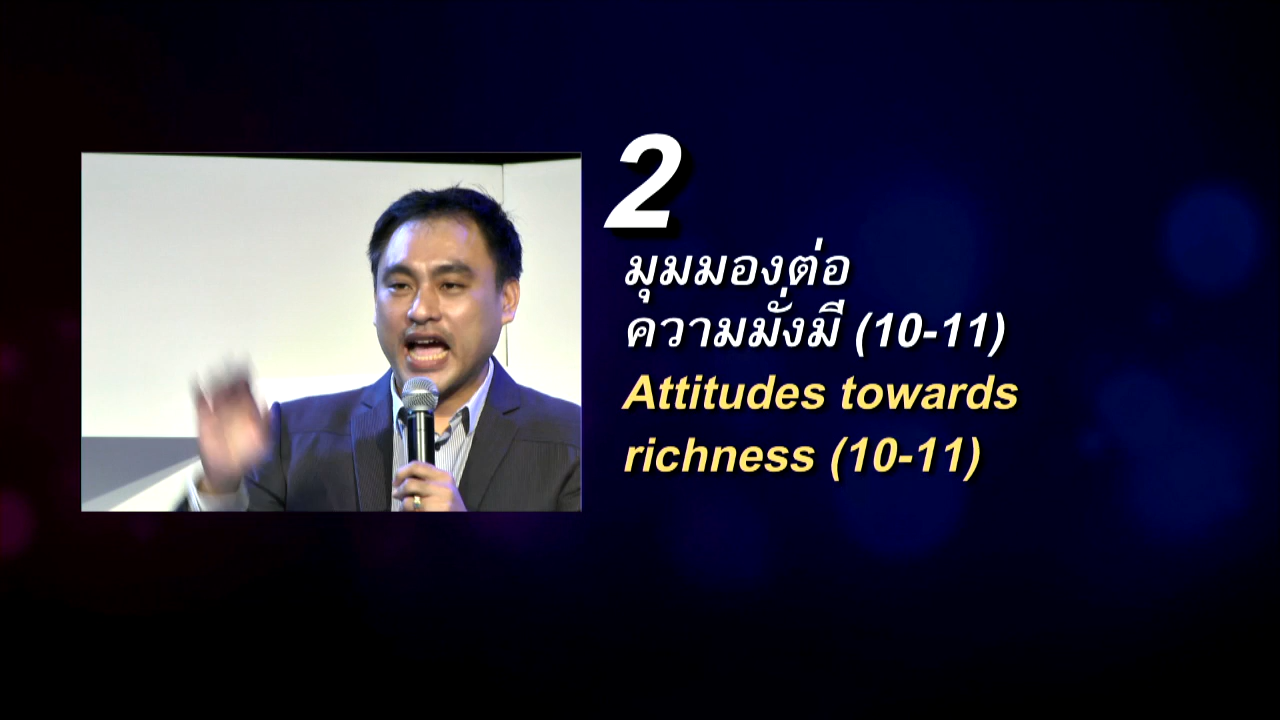 2
มุมมองต่อ
ความมั่งมี (10-11)
Attitudes towards
richness (10-11)